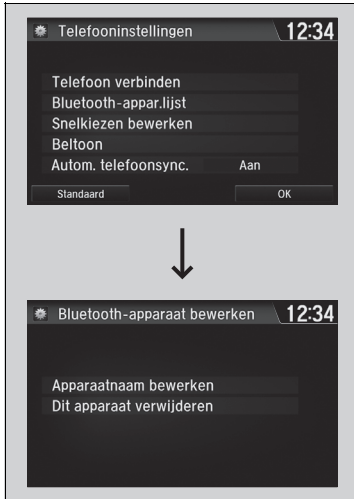 Telefooninstellingen 12:34
Telefoon verbinden
Bluetooth-appar.lijst
Snelkiezen bewerken
Beltoon
Autom. telefoonsync. Aan
Standaard OK
Bluetooth-apparaat bewerken 12:34
Apparaatnaam bewerken
Dit apparaat verwijderen